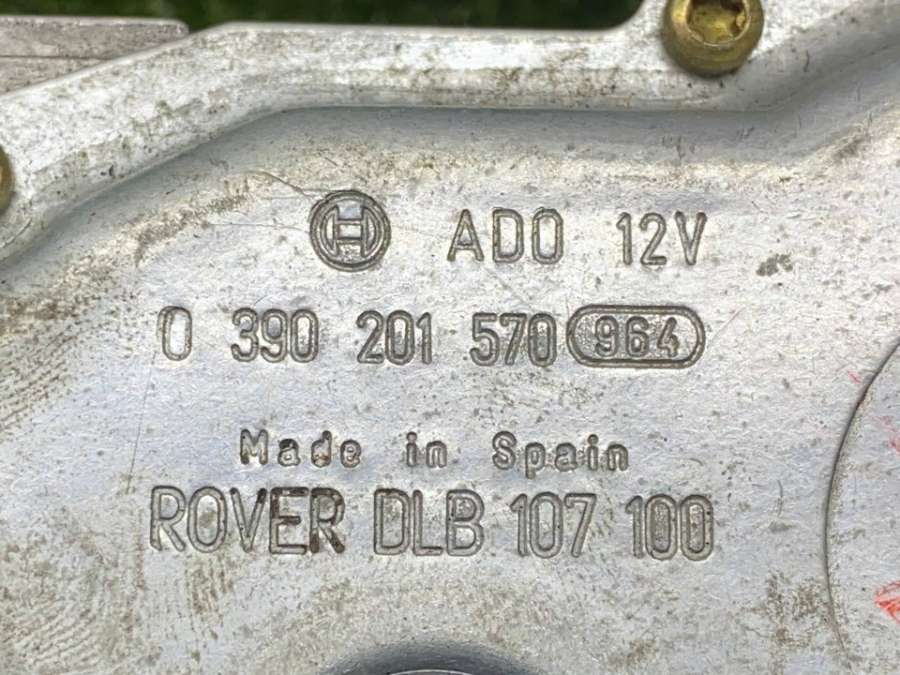 ADO 12V
0 390 201 570 964
Made in Spain
ROVER DLB 107 100